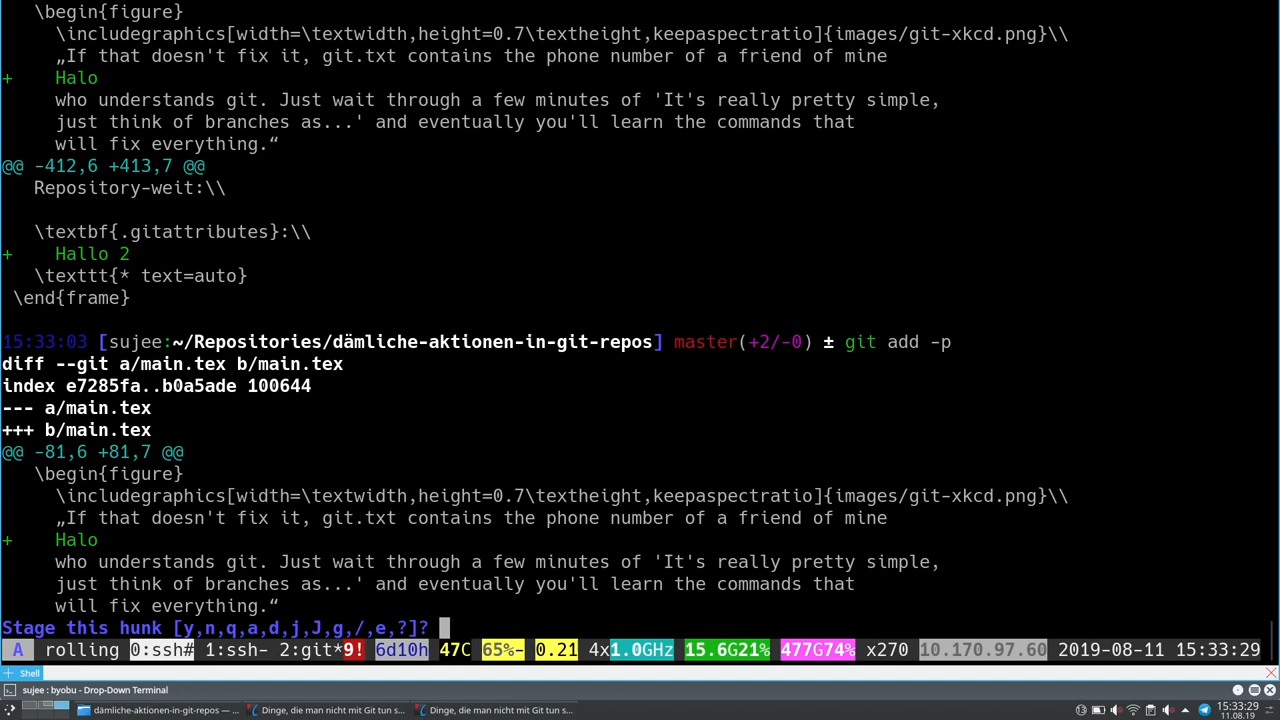 \begin{figure}
\includegraphics[width=\textwidth,height=0.7\textheight,keepaspectratio]{images/git-xkcd.png}\\
„If that doesn't fix it, git.txt contains the phone number of a friend of mine
+    Halo
who understands git. Just wait through a few minutes of 'It's really pretty simple,
just think of branches as...' and eventually you'll learn the commands that
will fix everything.“
@@ -412,6 +413,7 @@
Repository-weit:\\
\textbf{.gitattributes}:\\
+    Hallo 2
\texttt{* text=auto}
\end{frame}
15:33:03 [sujee:~/Repositories/dämliche-aktionen-in-git-repos] master(+2/-0) ± git add -p
diff --git a/main.tex b/main.tex
index e7285fa..b0a5ade 100644
--- a/main.tex
+++ b/main.tex
@@ -81,6 +81,7 @@
\begin{figure}
\includegraphics[width=\textwidth,height=0.7\textheight,keepaspectratio]{images/git-xkcd.png}\\
„If that doesn't fix it, git.txt contains the phone number of a friend of mine
+    Halo
who understands git. Just wait through a few minutes of 'It's really pretty simple,
just think of branches as...' and eventually you'll learn the commands that
will fix everything.“
Stage this hunk [y,n,q,a,d,j,J,g,/,e,?]?
A rolling 0:ssh# 1:ssh- 2:git*9! 6d10h 47C 65%- 0.21 4x1.0GHz 15.6G21% 477G74% x270 10.170.97.60 2019-08-11 15:33:29
Shell
sujee : byobu - Drop-Down Terminal
dämliche-aktionen-in-git-repos — ... Dinge, die man nicht mit Git tun s... Dinge, die man nicht mit Git tun s... 15:33:29
11.08.19